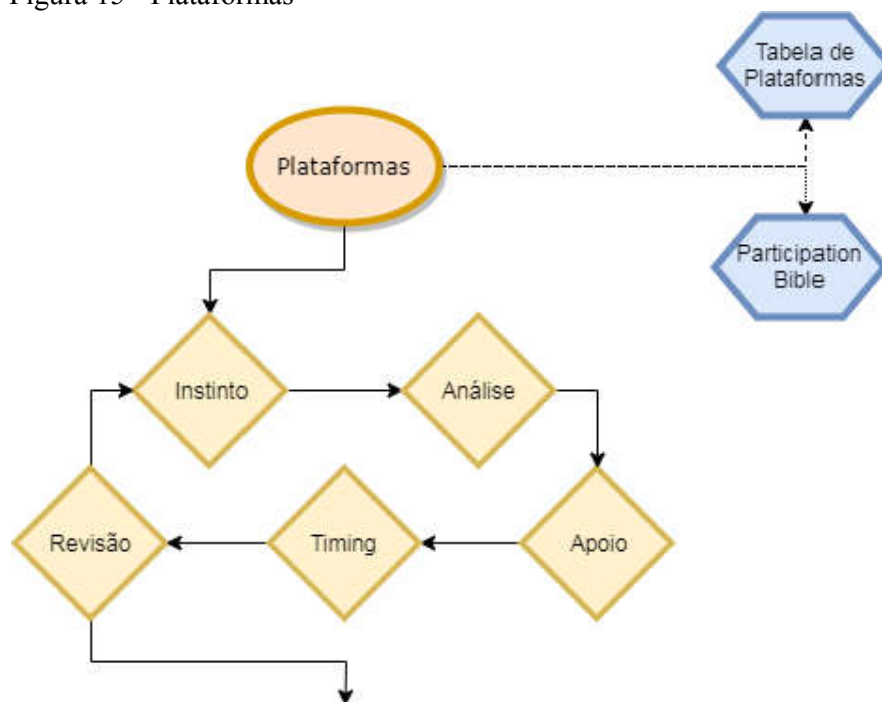 Figura 15 - Plataformas
Tabela de
Plataformas
Plataformas
Participation
Bible
Instinto
Análise
Revisão
Timing
Apoio